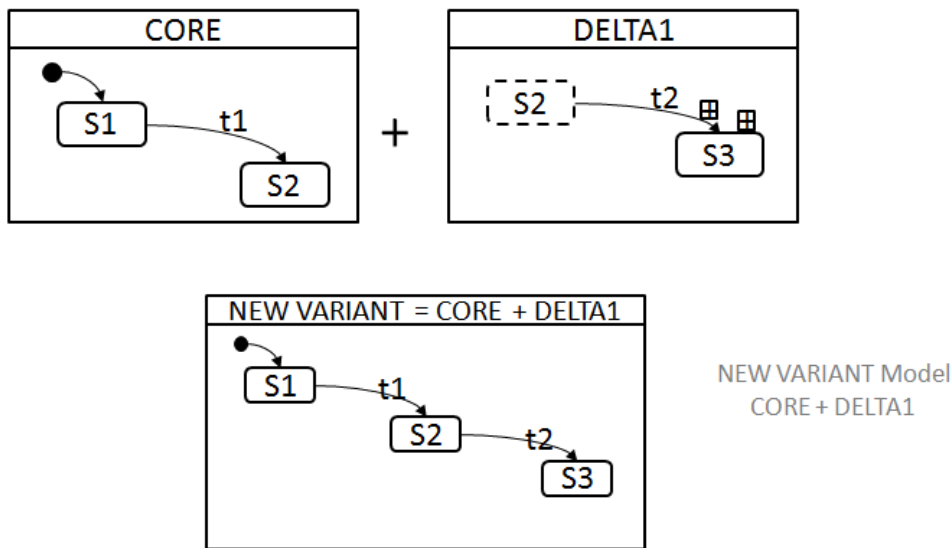 CORE
S1
t1
S2
+
DELTA1
S2
t2
S3
NEW VARIANT = CORE + DELTA1
S1
t1
S2
t2
S3
NEW VARIANT Model
CORE + DELTA1